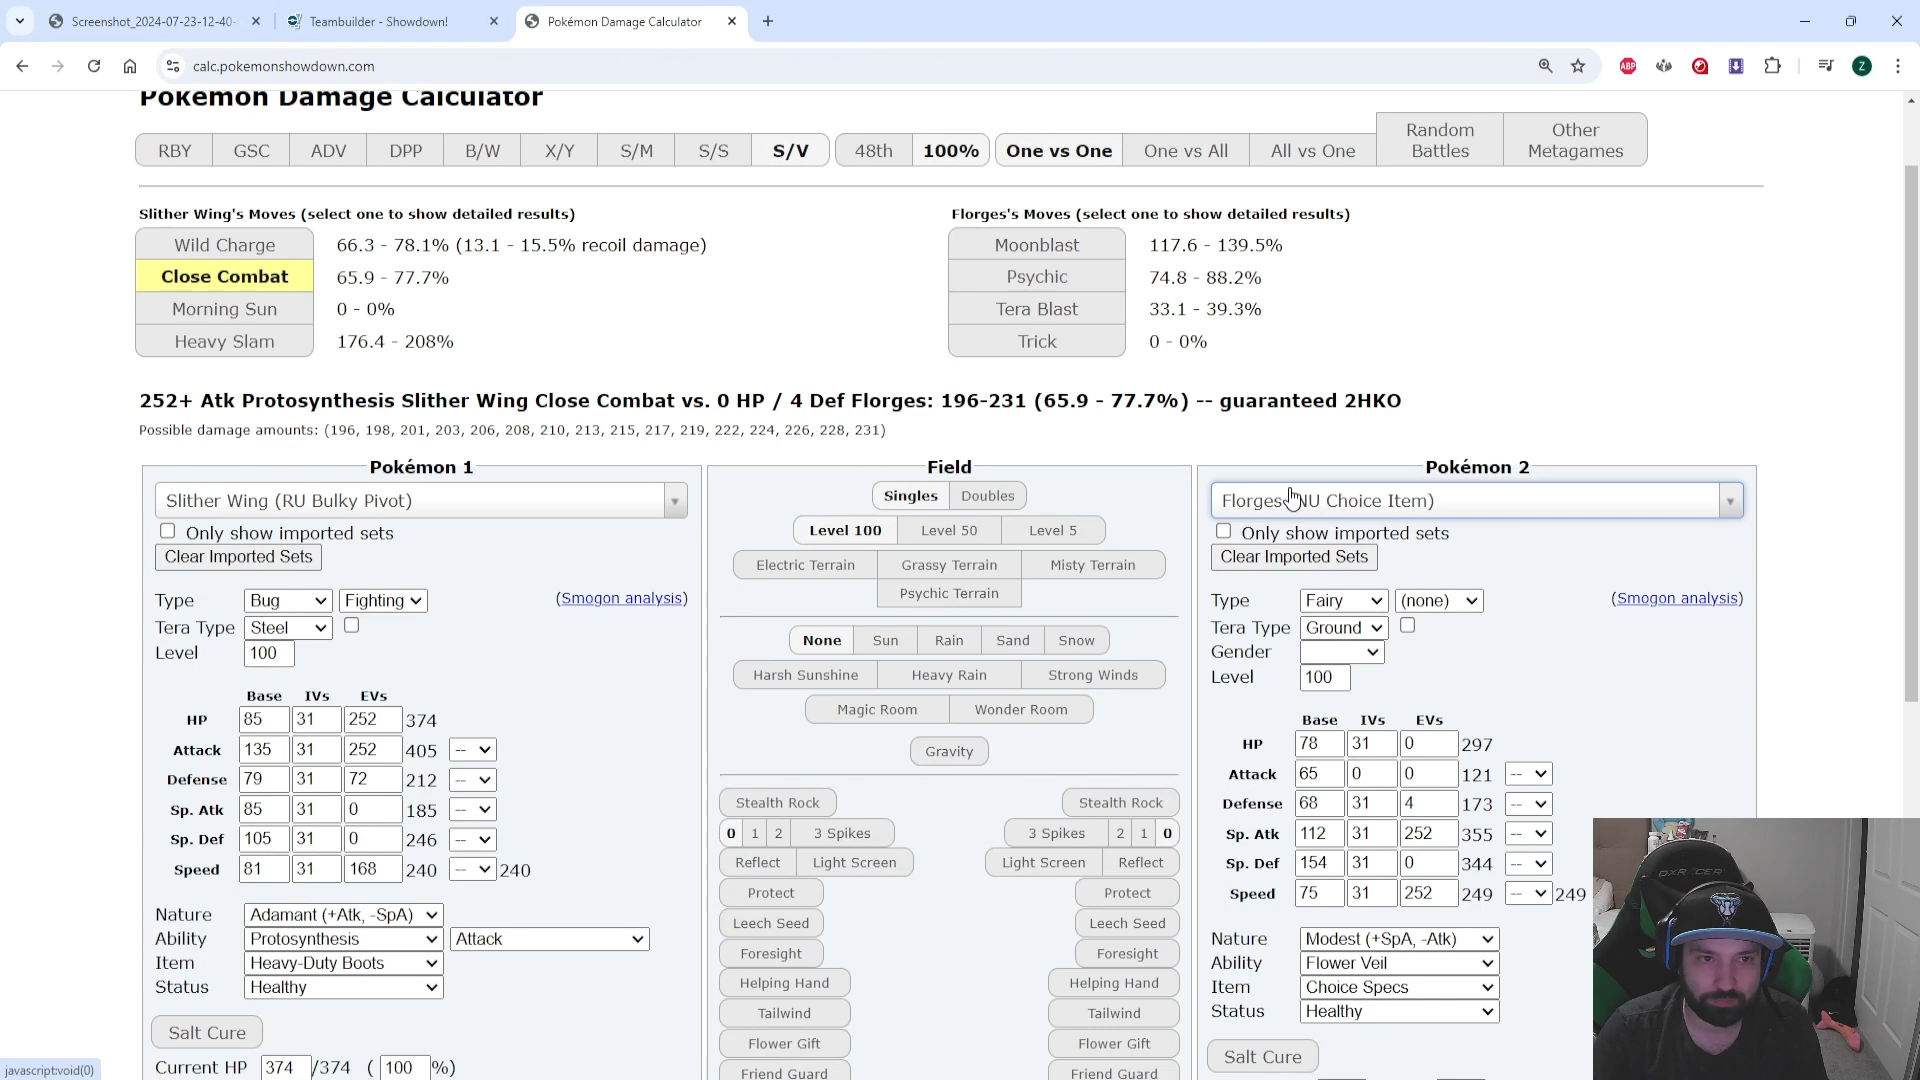 Screenshot_2024-07-23-12-40-
Teambuilder - Showdown!
Pokémon Damage Calculator
calc.pokemonshowdown.com
ABP
Z
Pokémon Damage Calculator
RBY GSC ADV DPP B/W X/Y S/M S/S S/V 48th 100% One vs One One vs All All vs One Random Battles Other Metagames
Slither Wing's Moves (select one to show detailed results)
Wild Charge 66.3 - 78.1% (13.1 - 15.5% recoil damage)
Close Combat 65.9 - 77.7%
Morning Sun 0 - 0%
Heavy Slam 176.4 - 208%
Florges's Moves (select one to show detailed results)
Moonblast 117.6 - 139.5%
Psychic 74.8 - 88.2%
Tera Blast 33.1 - 39.3%
Trick 0 - 0%
252+ Atk Protosynthesis Slither Wing Close Combat vs. 0 HP / 4 Def Florges: 196-231 (65.9 - 77.7%) -- guaranteed 2HKO
Possible damage amounts: (196, 198, 201, 203, 206, 208, 210, 213, 215, 217, 219, 222, 224, 226, 228, 231)
Pokémon 1
Slither Wing (RU Bulky Pivot)
Only show imported sets
Clear Imported Sets
Type Bug Fighting (Smogon analysis)
Tera Type Steel
Level 100
Base IVs EVs
HP 85 31 252 374
Attack 135 31 252 405 --
Defense 79 31 72 212 --
Sp. Atk 85 31 0 185 --
Sp. Def 105 31 0 246 --
Speed 81 31 168 240 -- 240
Nature Adamant (+Atk, -SpA)
Ability Protosynthesis Attack
Item Heavy-Duty Boots
Status Healthy
Salt Cure
Current HP 374 /374 ( 100 %)
Field
Singles Doubles
Level 100 Level 50 Level 5
Electric Terrain Grassy Terrain Misty Terrain
Psychic Terrain
None Sun Rain Sand Snow
Harsh Sunshine Heavy Rain Strong Winds
Magic Room Wonder Room
Gravity
Stealth Rock Stealth Rock
0 1 2 3 Spikes 3 Spikes 2 1 0
Reflect Light Screen Light Screen Reflect
Protect Protect
Leech Seed Leech Seed
Foresight Foresight
Helping Hand Helping Hand
Tailwind Tailwind
Flower Gift Flower Gift
Friend Guard Friend Guard
Pokémon 2
Florges (NU Choice Item)
Only show imported sets
Clear Imported Sets
Type Fairy (none) (Smogon analysis)
Tera Type Ground
Gender
Level 100
Base IVs EVs
HP 78 31 0 297
Attack 65 0 0 121 --
Defense 68 31 4 173 --
Sp. Atk 112 31 252 355 --
Sp. Def 154 31 0 344 --
Speed 75 31 252 249 -- 249
Nature Modest (+SpA, -Atk)
Ability Flower Veil
Item Choice Specs
Status Healthy
Salt Cure
javascript:void(0)